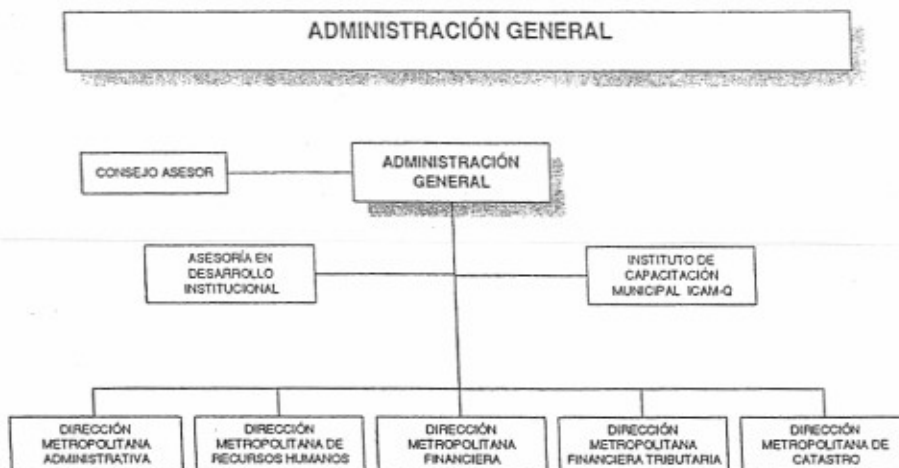 ADMINISTRACIÓN GENERAL
CONSEJO ASESOR
ADMINISTRACIÓN
GENERAL
ASESORÍA EN
DESARROLLO
INSTITUCIONAL
INSTITUTO DE
CAPACITACIÓN
MUNICIPAL ICAM-Q
DIRECCIÓN
METROPOLITANA
ADMINISTRATIVA
DIRECCIÓN
METROPOLITANA DE
RECURSOS HUMANOS
DIRECCIÓN
METROPOLITANA
FINANCIERA
DIRECCIÓN
METROPOLITANA
FINANCIERA TRIBUTARIA
DIRECCIÓN
METROPOLITANA DE
CATASTRO